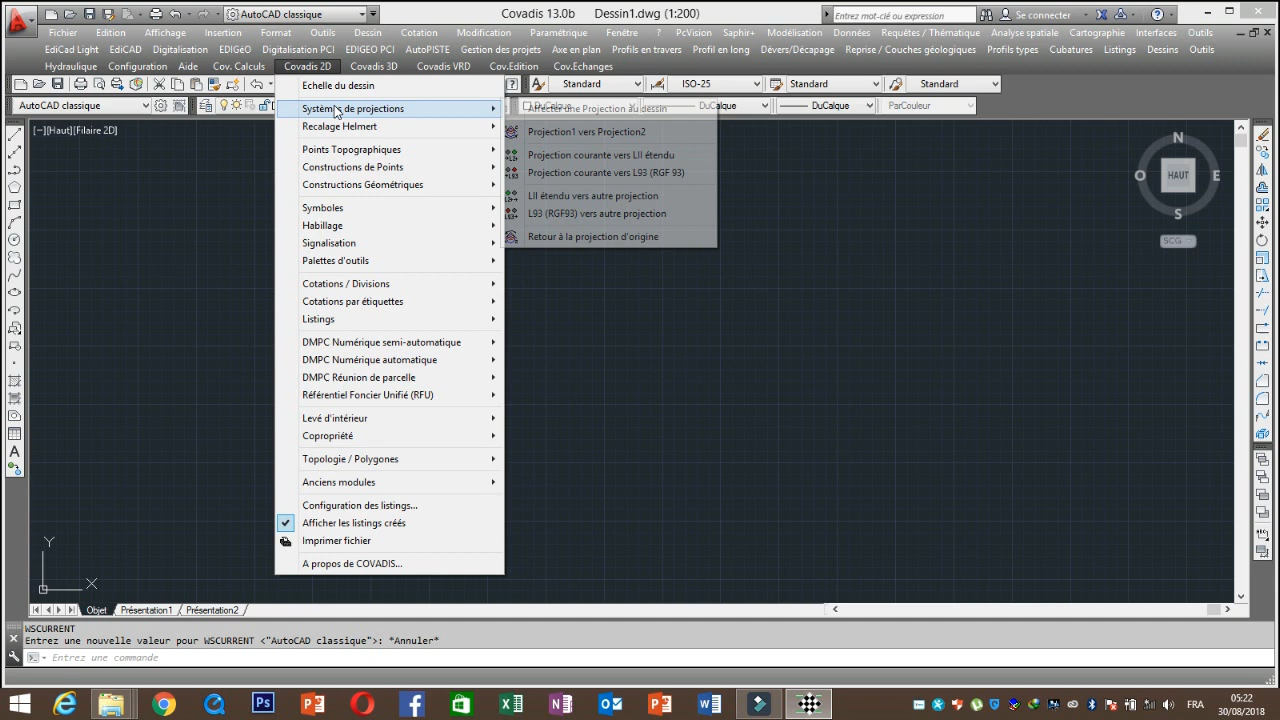 AutoCAD classique
Covadis 13.0b Dessin1.dwg (1:200)
Entrez mot-clé ou expression
Se connecter
Fichier Edition Affichage Insertion Format Outils Dessin Cotation Modification Paramétrique Fenêtre ? PcVision Saphir+ Modélisation Données Requêtes / Thématique Analyse spatiale Cartographie Interfaces Outils
EdiCad Light EdiCAD Digitalisation EDIGéO Digitalisation PCI EDIGEO PCI AutoPISTE Gestion des projets Axe en plan Profils en travers Profil en long Dévers/Décapage Reprise / Couches géologiques Profils types Cubatures Listings Dessins Outils
Hydraulique Configuration Aide Cov. Calculs Covadis 2D Covadis 3D Covadis VRD Cov.Edition Cov.Echanges
Standard ISO-25 Standard Standard
AutoCAD classique
DuCalque DuCalque DuCalque ParCouleur
[−][Haut][Filaire 2D]
Echelle du dessin
Systèmes de projections
Recalage Helmert
Points Topographiques
Constructions de Points
Constructions Géométriques
Symboles
Habillage
Signalisation
Palettes d'outils
Cotations / Divisions
Cotations par étiquettes
Listings
DMPC Numérique semi-automatique
DMPC Numérique automatique
DMPC Réunion de parcelle
Référentiel Foncier Unifié (RFU)
Levé d'intérieur
Copropriété
Topologie / Polygones
Anciens modules
Configuration des listings...
Afficher les listings créés
Imprimer fichier
A propos de COVADIS...
Affecter une Projection au dessin
Projection1 vers Projection2
Projection courante vers LII étendu
Projection courante vers L93 (RGF 93)
LII étendu vers autre projection
L93 (RGF93) vers autre projection
Retour à la projection d'origine
N
O HAUT E
S
SCG
Y
X
Objet Présentation1 Présentation2
WSCURRENT
Entrez une nouvelle valeur pour WSCURRENT <"AutoCAD classique">: *Annuler*
Entrez une commande
FRA
05:22
30/08/2018